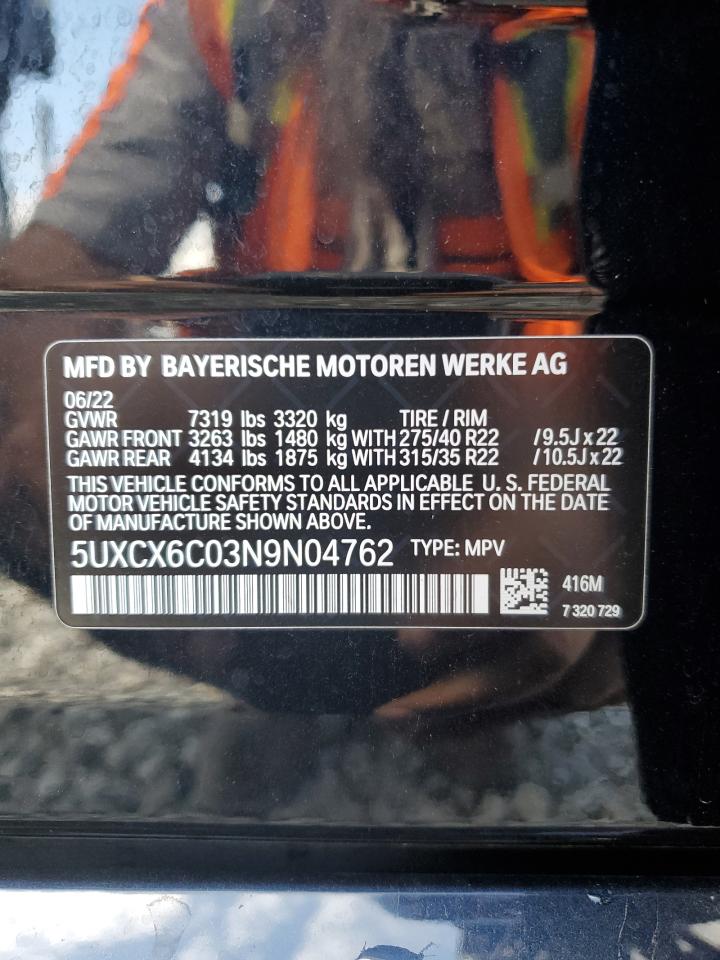 MFD BY BAYERISCHE MOTOREN WERKE AG
06/22
GVWR 7319 lbs 3320 kg TIRE / RIM
GAWR FRONT 3263 lbs 1480 kg WITH 275/40 R22 / 9.5J x 22
GAWR REAR 4134 lbs 1875 kg WITH 315/35 R22 / 10.5J x 22
THIS VEHICLE CONFORMS TO ALL APPLICABLE U. S. FEDERAL
MOTOR VEHICLE SAFETY STANDARDS IN EFFECT ON THE DATE
OF MANUFACTURE SHOWN ABOVE.
5UXCX6C03N9N04762 TYPE: MPV
416M
7 320 729